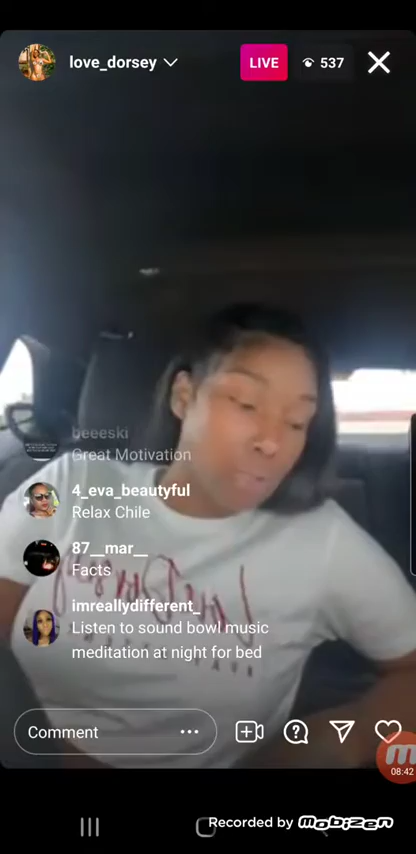 love_dorsey
LIVE
537
beeeski
Great Motivation
4_eva_beautyful
Relax Chile
87__mar__
Facts
imreallydifferent_
Listen to sound bowl music
meditation at night for bed
Comment
08:42
Recorded by mobizen